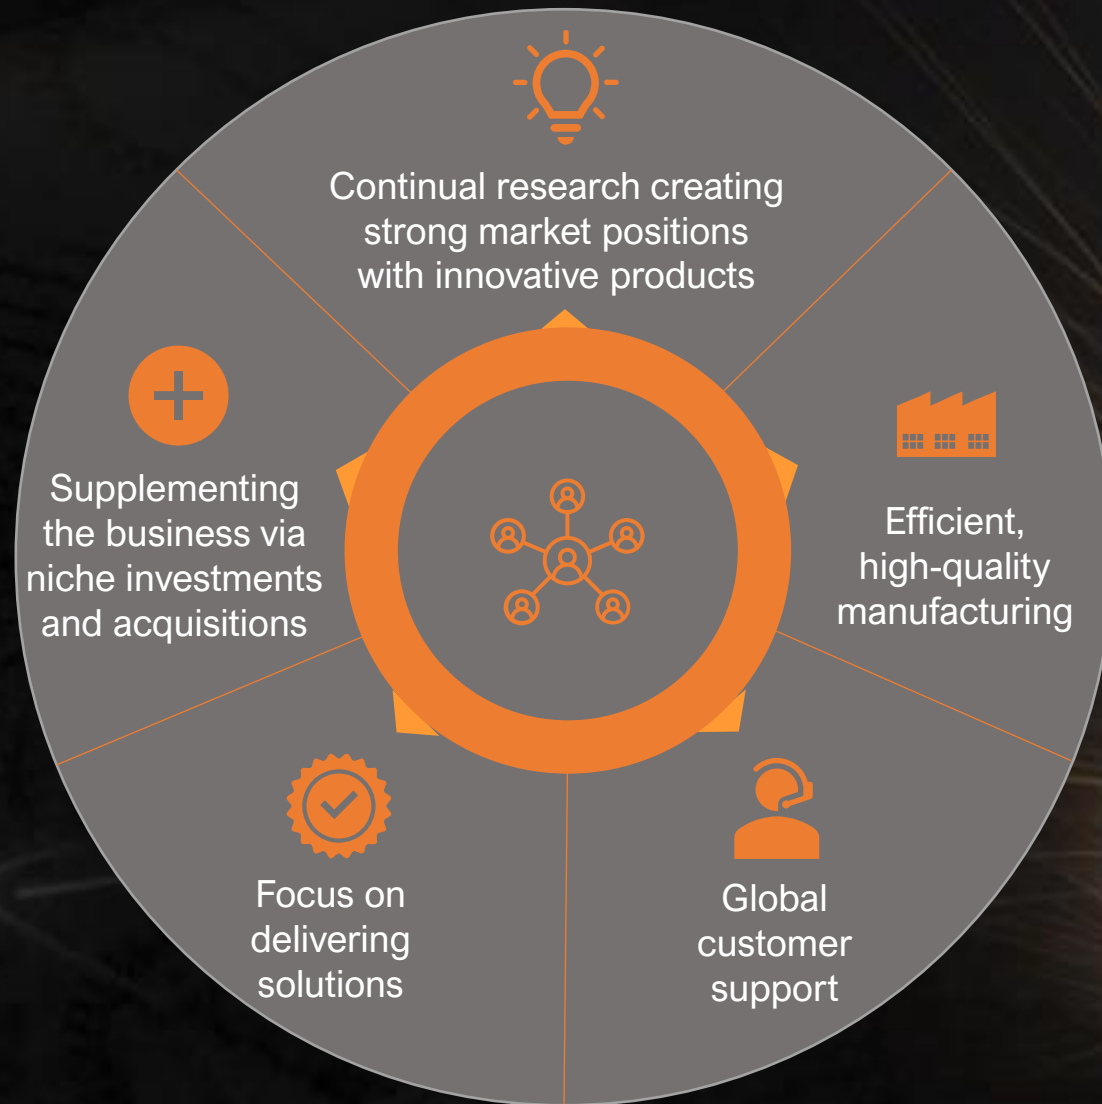 Continual research creating
strong market positions
with innovative products
Efficient,
high-quality
manufacturing
Global
customer
support
Focus on
delivering
solutions
Supplementing
the business via
niche investments
and acquisitions